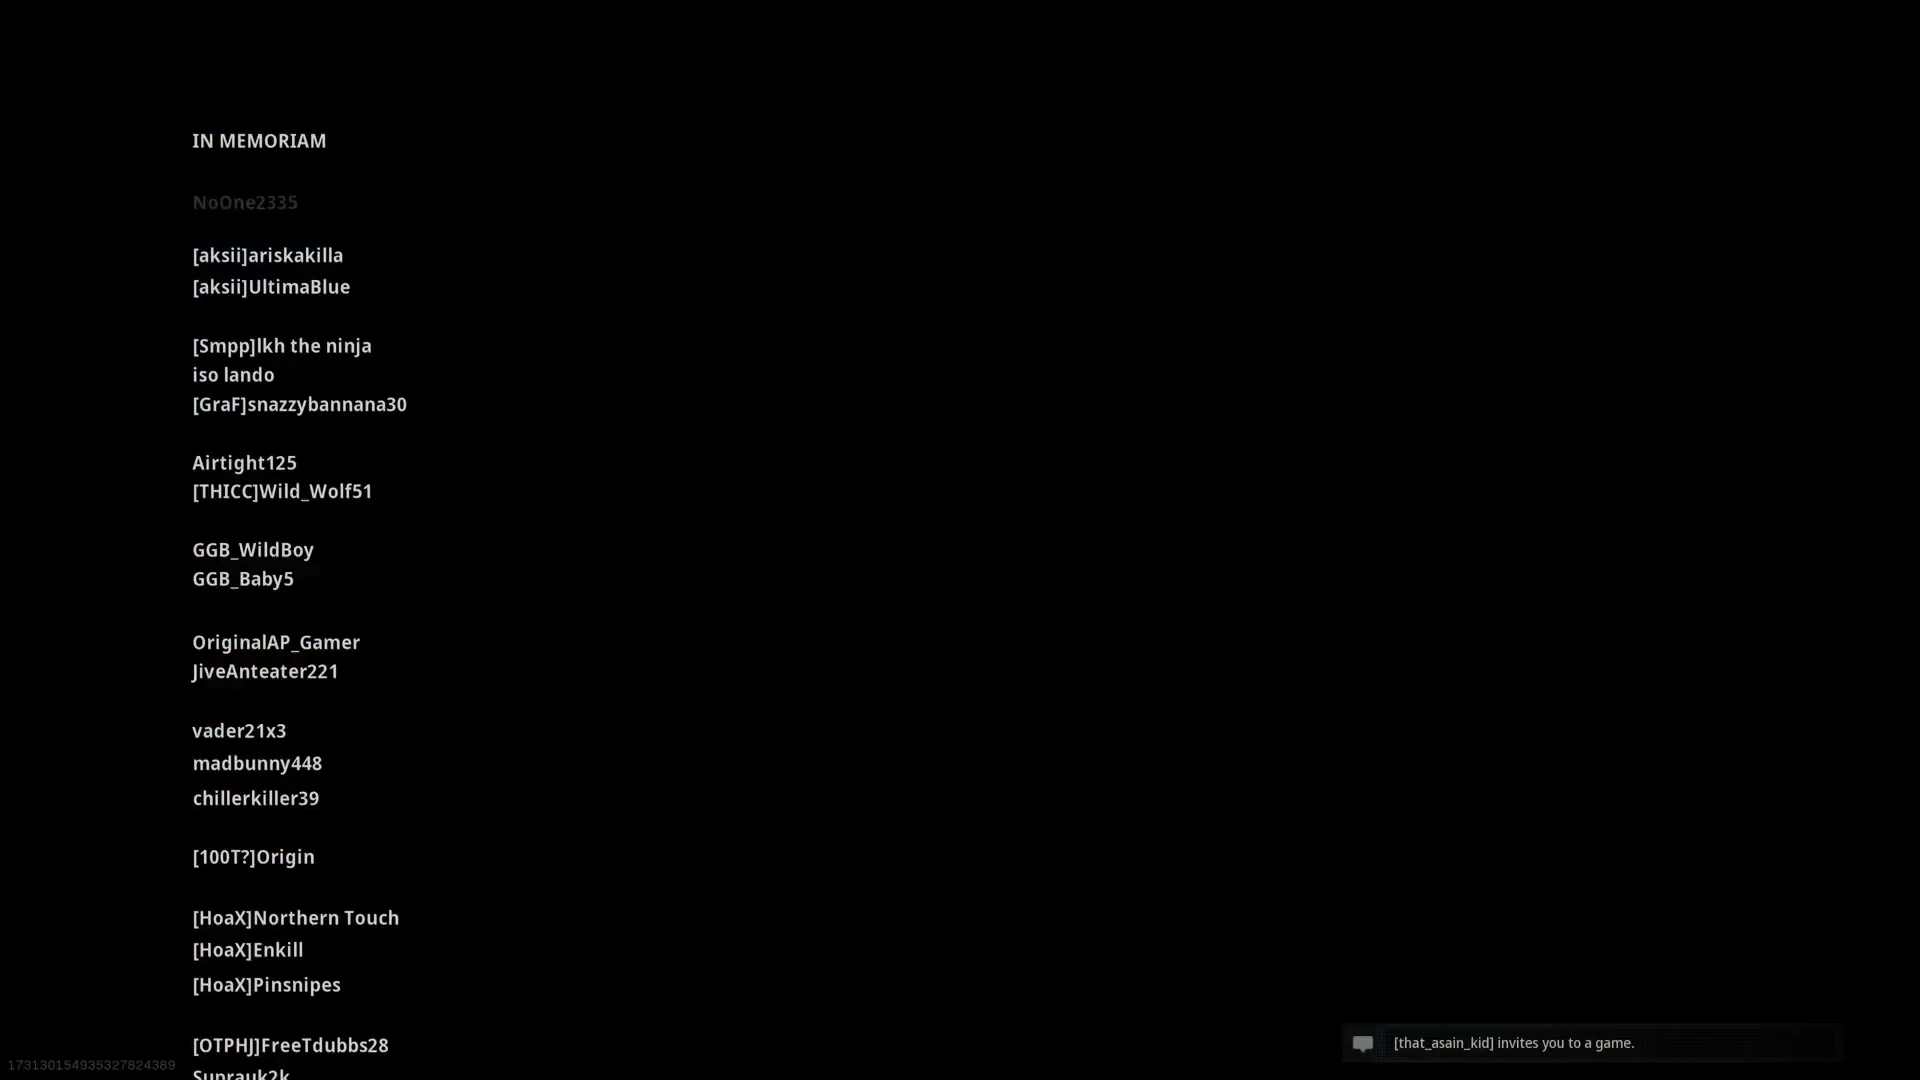 IN MEMORIAM
NoOne2335
[aksii]ariskakilla
[aksii]UltimaBlue
[Smpp]lkh the ninja
iso lando
[GraF]snazzybannana30
Airtight125
[THICC]Wild_Wolf51
GGB_WildBoy
GGB_Baby5
OriginalAP_Gamer
JiveAnteater221
vader21x3
madbunny448
chillerkiller39
[100T?]Origin
[HoaX]Northern Touch
[HoaX]Enkill
[HoaX]Pinsnipes
[OTPHJ]FreeTdubbs28
Suprauk2k
[that_asain_kid] invites you to a game.
173130154935327824389